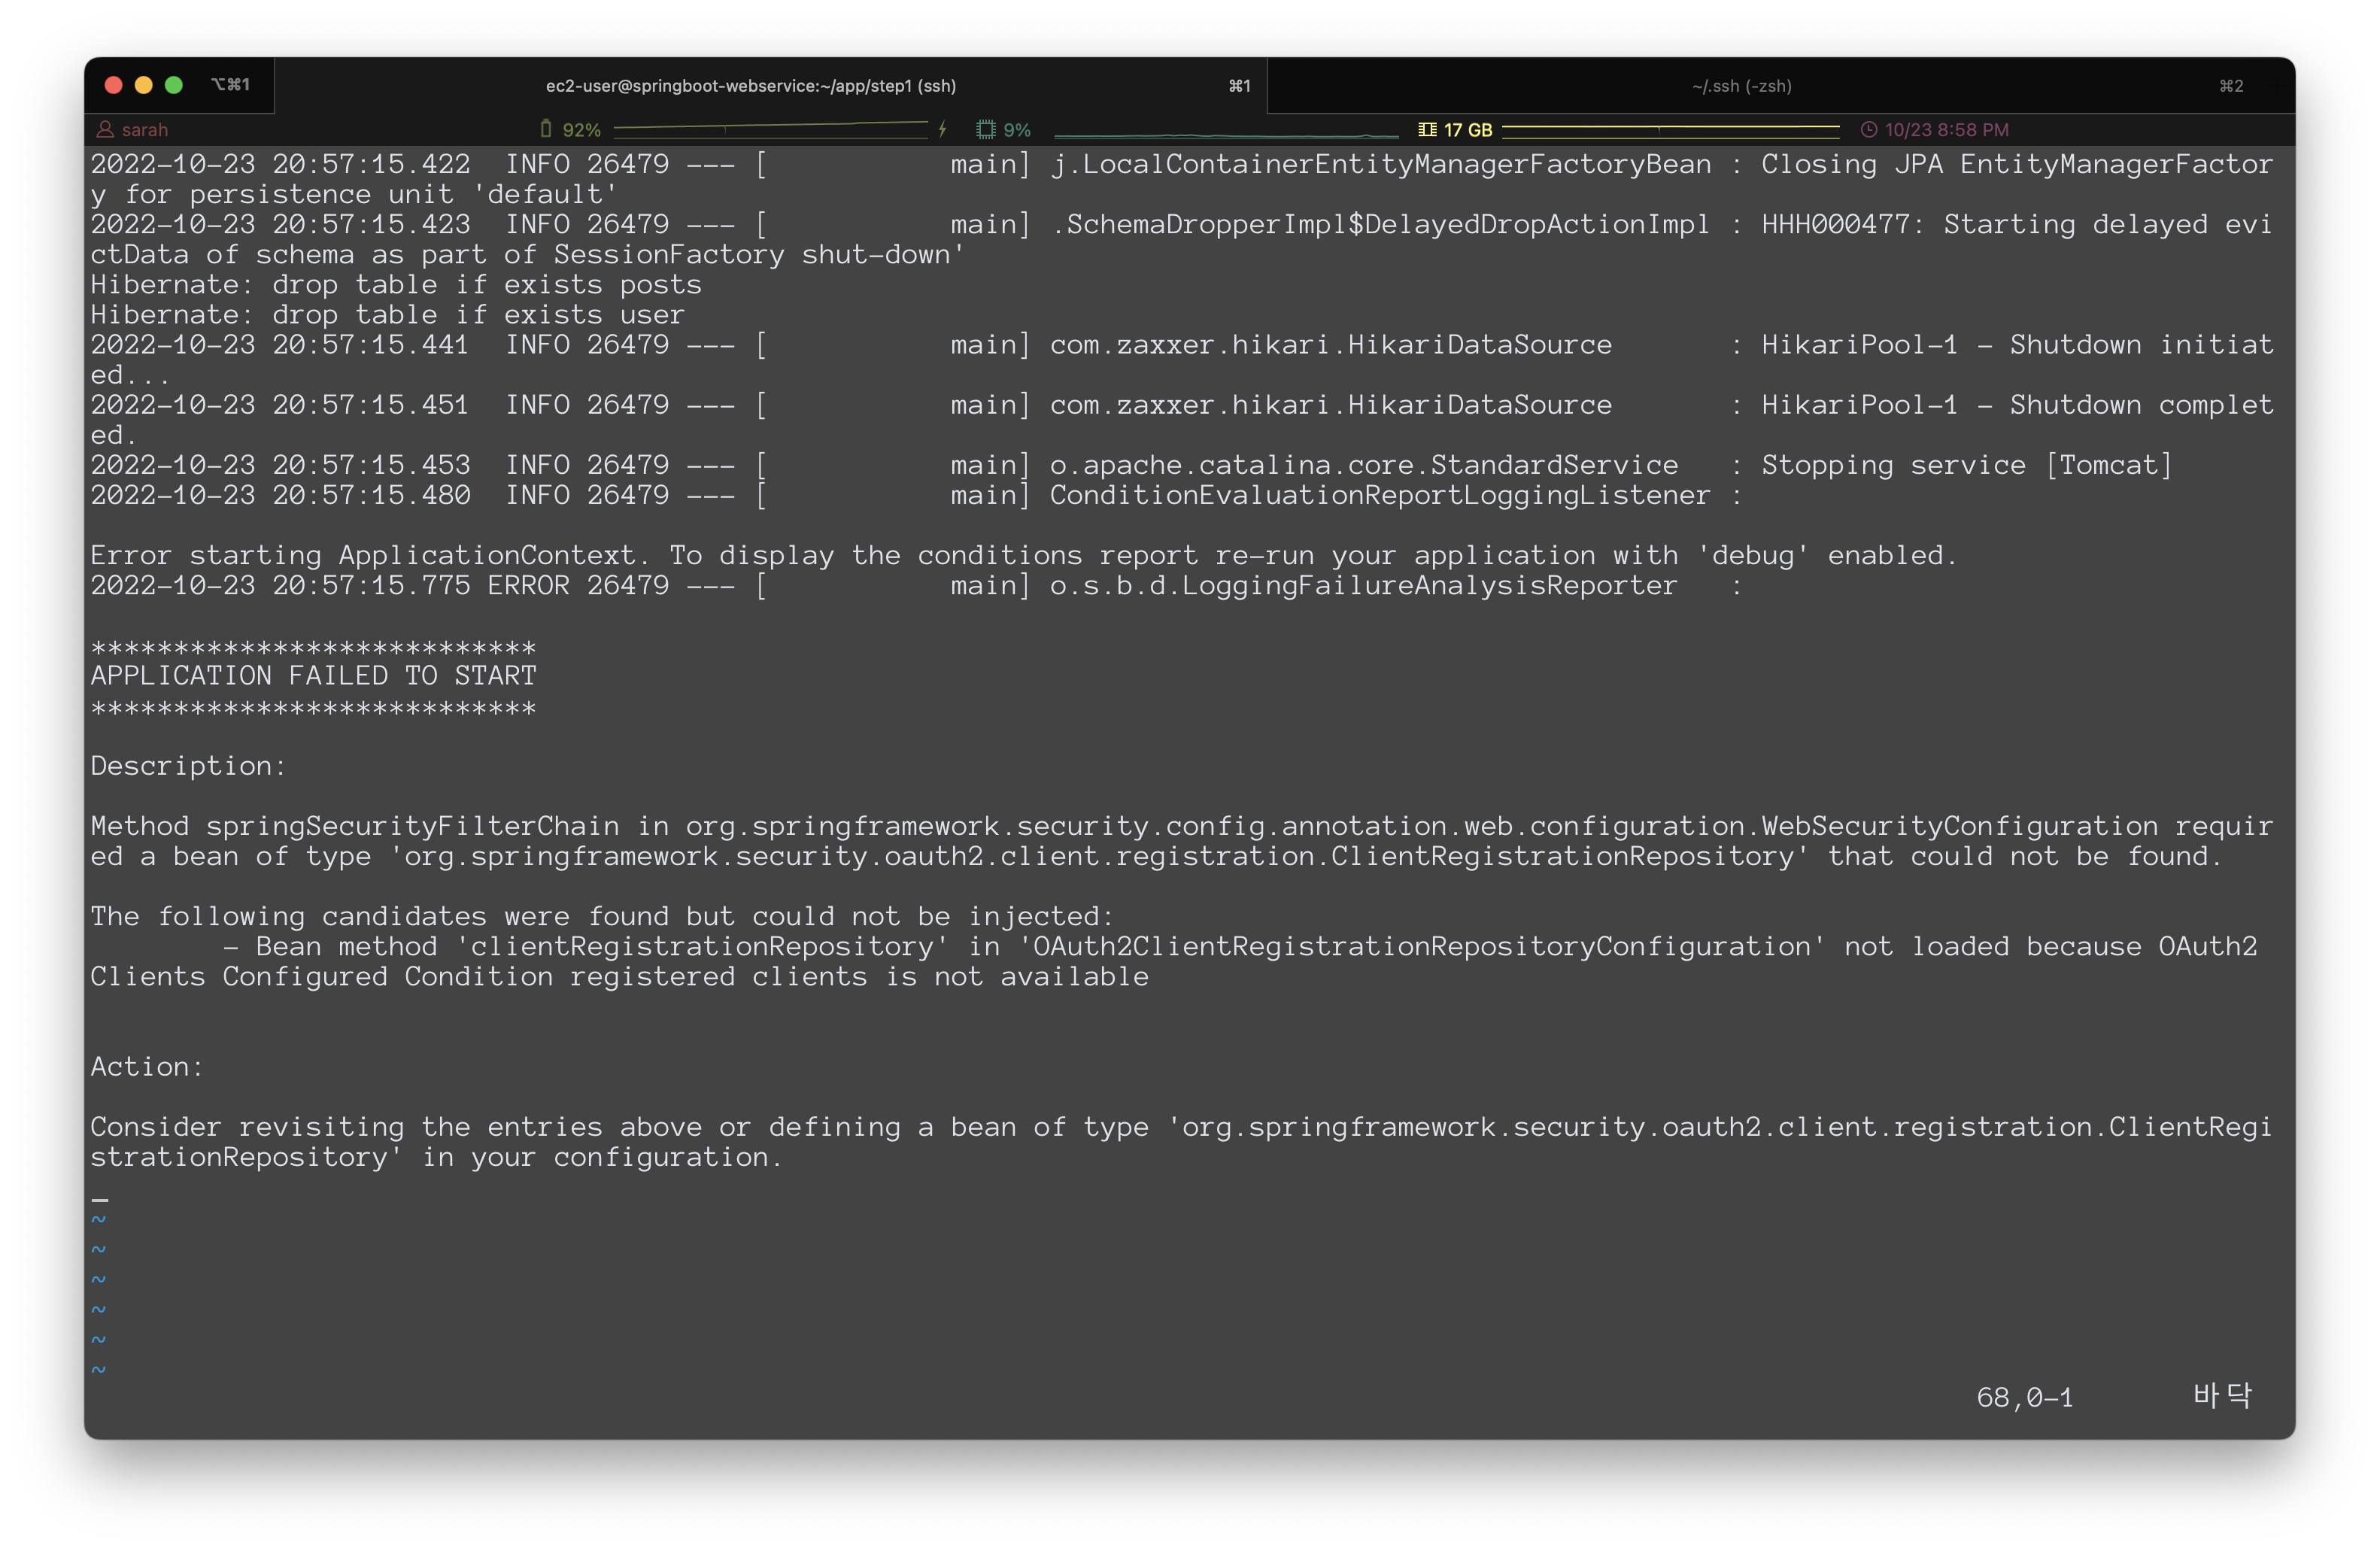 ⌥⌘1 ec2-user@springboot-webservice:~/app/step1 (ssh) ⌘1 ~/.ssh (-zsh) ⌘2
sarah 92% 9% 17 GB 10/23 8:58 PM
2022-10-23 20:57:15.422  INFO 26479 --- [           main] j.LocalContainerEntityManagerFactoryBean : Closing JPA EntityManagerFactor
y for persistence unit 'default'
2022-10-23 20:57:15.423  INFO 26479 --- [           main] .SchemaDropperImpl$DelayedDropActionImpl : HHH000477: Starting delayed evi
ctData of schema as part of SessionFactory shut-down'
Hibernate: drop table if exists posts
Hibernate: drop table if exists user
2022-10-23 20:57:15.441  INFO 26479 --- [           main] com.zaxxer.hikari.HikariDataSource       : HikariPool-1 - Shutdown initiat
ed...
2022-10-23 20:57:15.451  INFO 26479 --- [           main] com.zaxxer.hikari.HikariDataSource       : HikariPool-1 - Shutdown complet
ed.
2022-10-23 20:57:15.453  INFO 26479 --- [           main] o.apache.catalina.core.StandardService   : Stopping service [Tomcat]
2022-10-23 20:57:15.480  INFO 26479 --- [           main] ConditionEvaluationReportLoggingListener :
Error starting ApplicationContext. To display the conditions report re-run your application with 'debug' enabled.
2022-10-23 20:57:15.775 ERROR 26479 --- [           main] o.s.b.d.LoggingFailureAnalysisReporter   :
***************************
APPLICATION FAILED TO START
***************************
Description:
Method springSecurityFilterChain in org.springframework.security.config.annotation.web.configuration.WebSecurityConfiguration requir
ed a bean of type 'org.springframework.security.oauth2.client.registration.ClientRegistrationRepository' that could not be found.
The following candidates were found but could not be injected:
        - Bean method 'clientRegistrationRepository' in 'OAuth2ClientRegistrationRepositoryConfiguration' not loaded because OAuth2
Clients Configured Condition registered clients is not available
Action:
Consider revisiting the entries above or defining a bean of type 'org.springframework.security.oauth2.client.registration.ClientRegi
strationRepository' in your configuration.
~
~
~
~
~
~
68,0-1 바닥